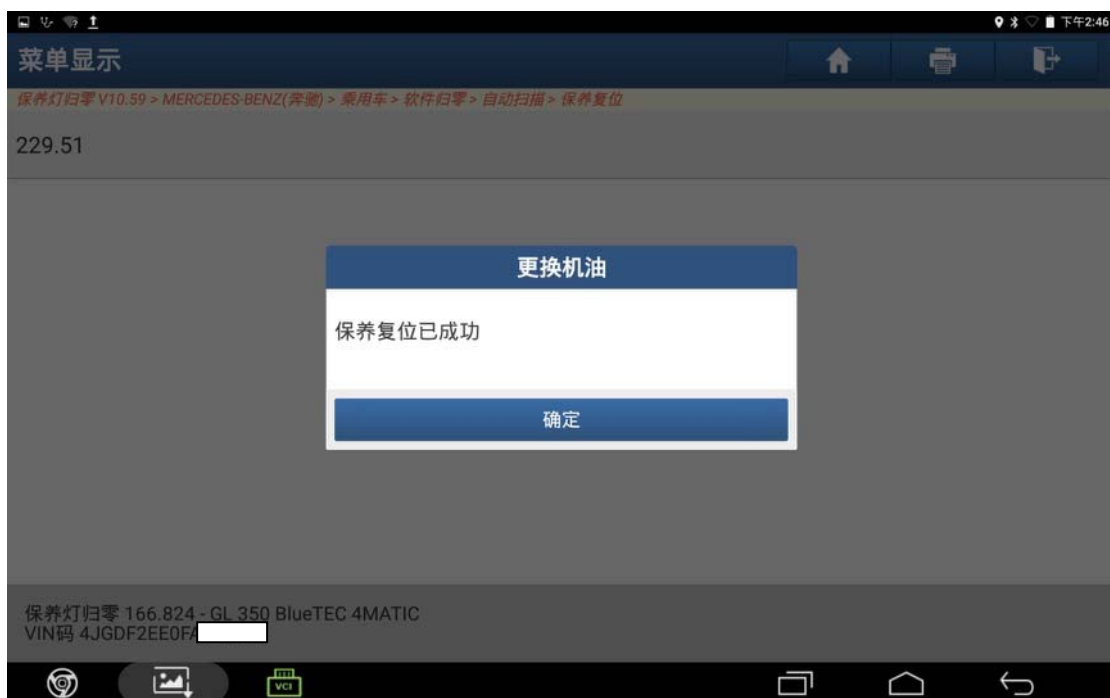 下午2:46
菜单显示
保养灯归零 V10.59 > MERCEDES-BENZ(奔驰) > 乘用车 > 软件归零 > 自动扫描 > 保养复位
229.51
更换机油
保养复位已成功
确定
保养灯归零 166.824 - GL 350 BlueTEC 4MATIC
VIN码 4JGDF2EE0FA
VCI